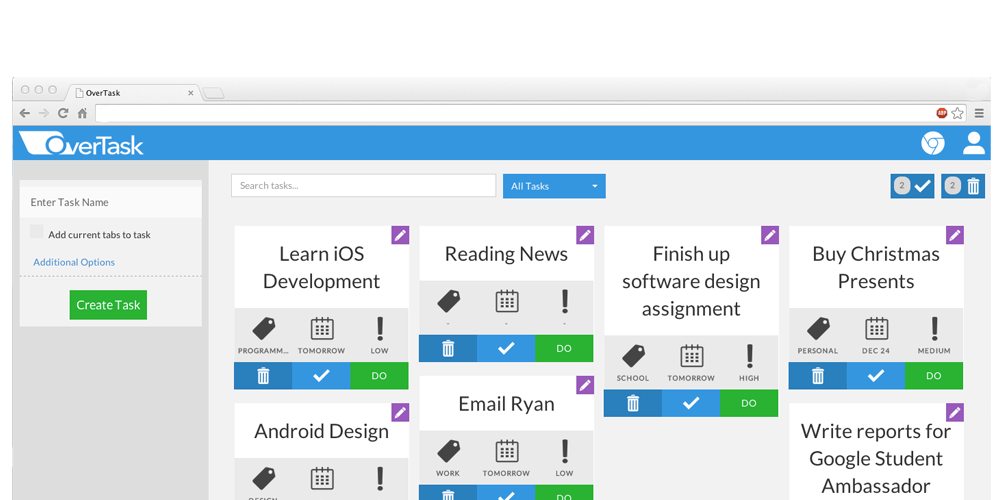 OverTask
ABP
OverTask
Enter Task Name
Add current tabs to task
Additional Options
Create Task
Search tasks...
All Tasks
2
2
Learn iOS
Development
PROGRAMM...
TOMORROW
LOW
DO
Android Design
DESIGN
Reading News
-
-
-
DO
Email Ryan
WORK
TOMORROW
LOW
DO
Finish up
software design
assignment
SCHOOL
TOMORROW
HIGH
DO
Buy Christmas
Presents
PERSONAL
DEC 24
MEDIUM
DO
Write reports for
Google Student
Ambassador